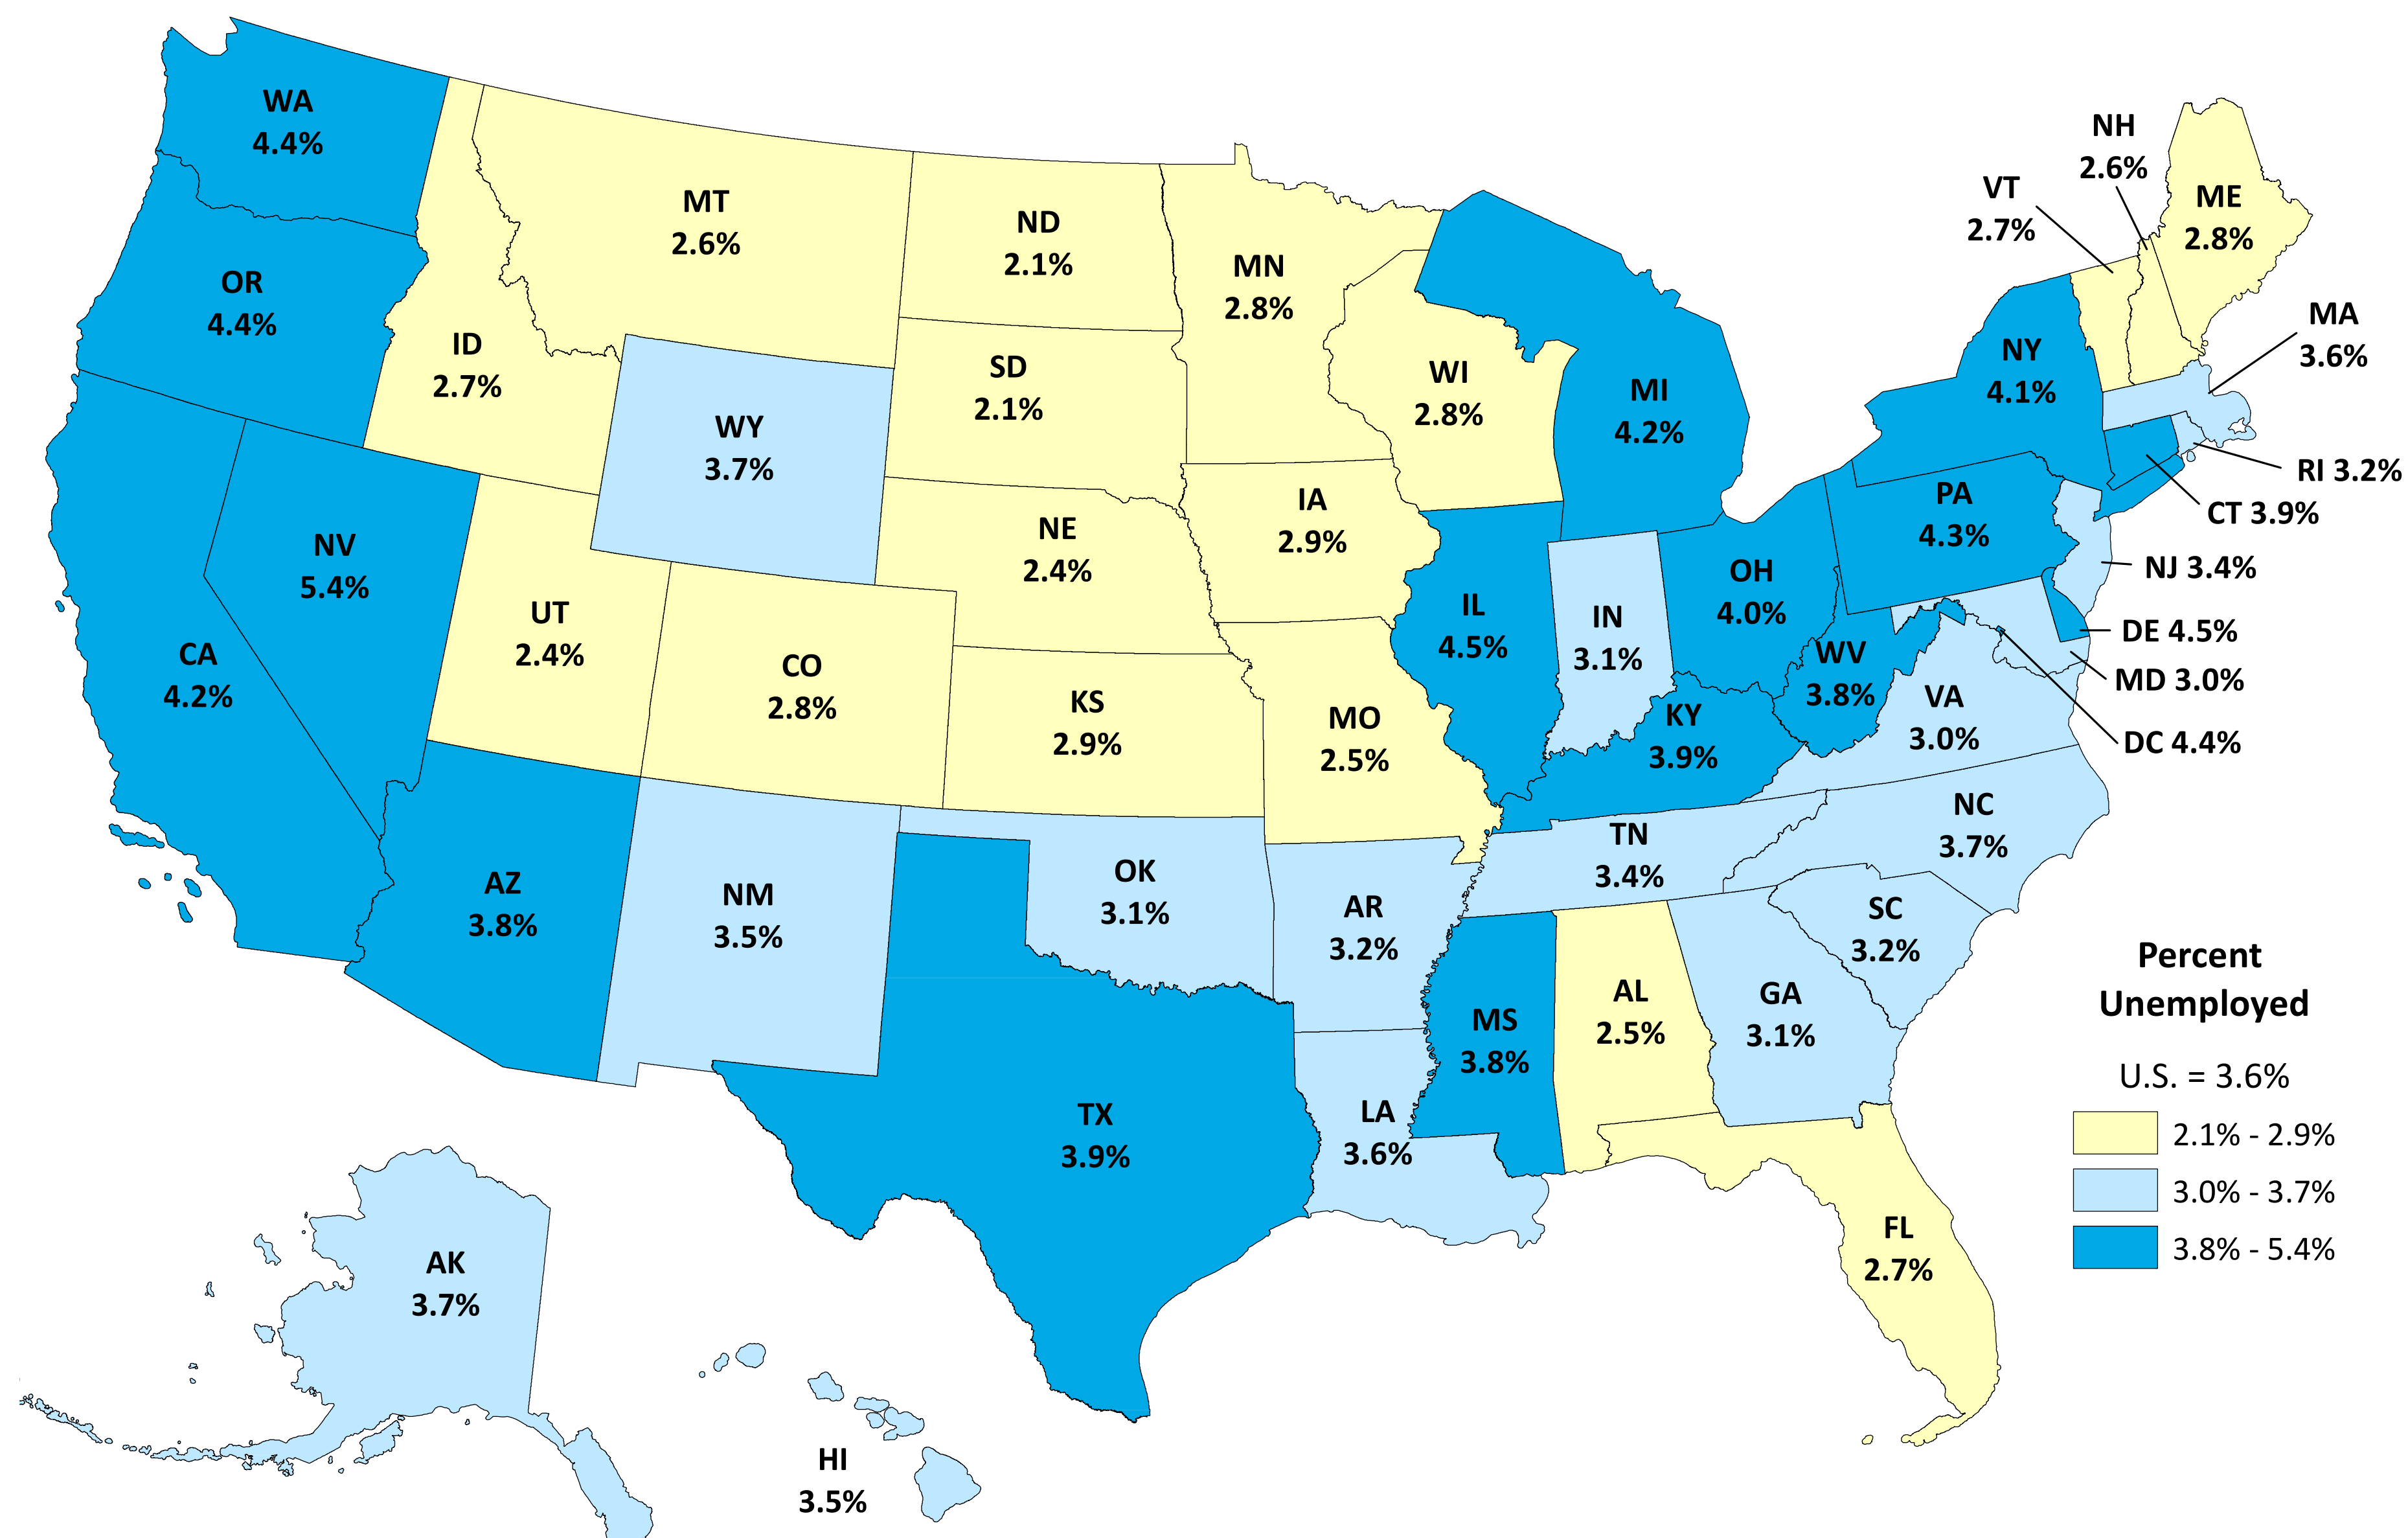 WA
4.4%
OR
4.4%
CA
4.2%
NV
5.4%
ID
2.7%
MT
2.6%
WY
3.7%
UT
2.4%
CO
2.8%
AZ
3.8%
NM
3.5%
ND
2.1%
SD
2.1%
NE
2.4%
KS
2.9%
OK
3.1%
TX
3.9%
MN
2.8%
IA
2.9%
MO
2.5%
AR
3.2%
LA
3.6%
WI
2.8%
IL
4.5%
MI
4.2%
IN
3.1%
OH
4.0%
KY
3.9%
TN
3.4%
MS
3.8%
AL
2.5%
GA
3.1%
FL
2.7%
SC
3.2%
NC
3.7%
VA
3.0%
WV
3.8%
PA
4.3%
NY
4.1%
VT
2.7%
NH
2.6%
ME
2.8%
MA
3.6%
RI 3.2%
CT 3.9%
NJ 3.4%
DE 4.5%
MD 3.0%
DC 4.4%
AK
3.7%
HI
3.5%
Percent
Unemployed
U.S. = 3.6%
2.1% - 2.9%
3.0% - 3.7%
3.8% - 5.4%